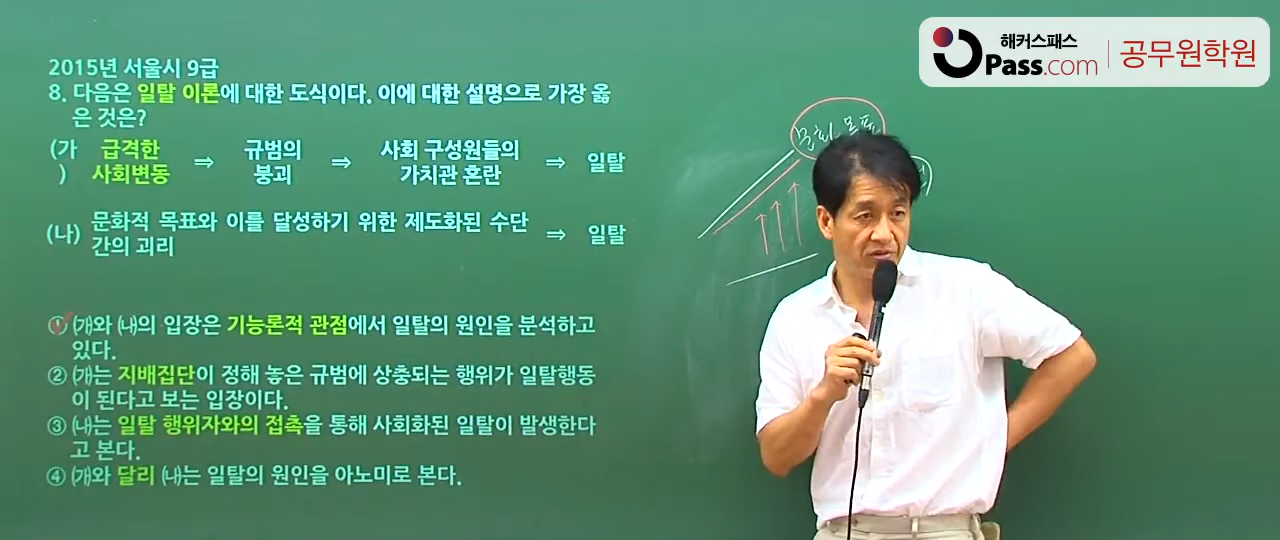 해커스패스
Pass.com
공무원학원
2015년 서울시 9급
8. 다음은 일탈 이론에 대한 도식이다. 이에 대한 설명으로 가장 옳
은 것은?
(가) 급격한 사회변동 ⇒ 규범의 붕괴 ⇒ 사회 구성원들의 가치관 혼란 ⇒ 일탈
(나) 문화적 목표와 이를 달성하기 위한 제도화된 수단
간의 괴리 ⇒ 일탈
① ㈎와 ㈏의 입장은 기능론적 관점에서 일탈의 원인을 분석하고
있다.
② ㈎는 지배집단이 정해 놓은 규범에 상충되는 행위가 일탈행동
이 된다고 보는 입장이다.
③ ㈏는 일탈 행위자와의 접촉을 통해 사회화된 일탈이 발생한다
고 본다.
④ ㈎와 달리 ㈏는 일탈의 원인을 아노미로 본다.